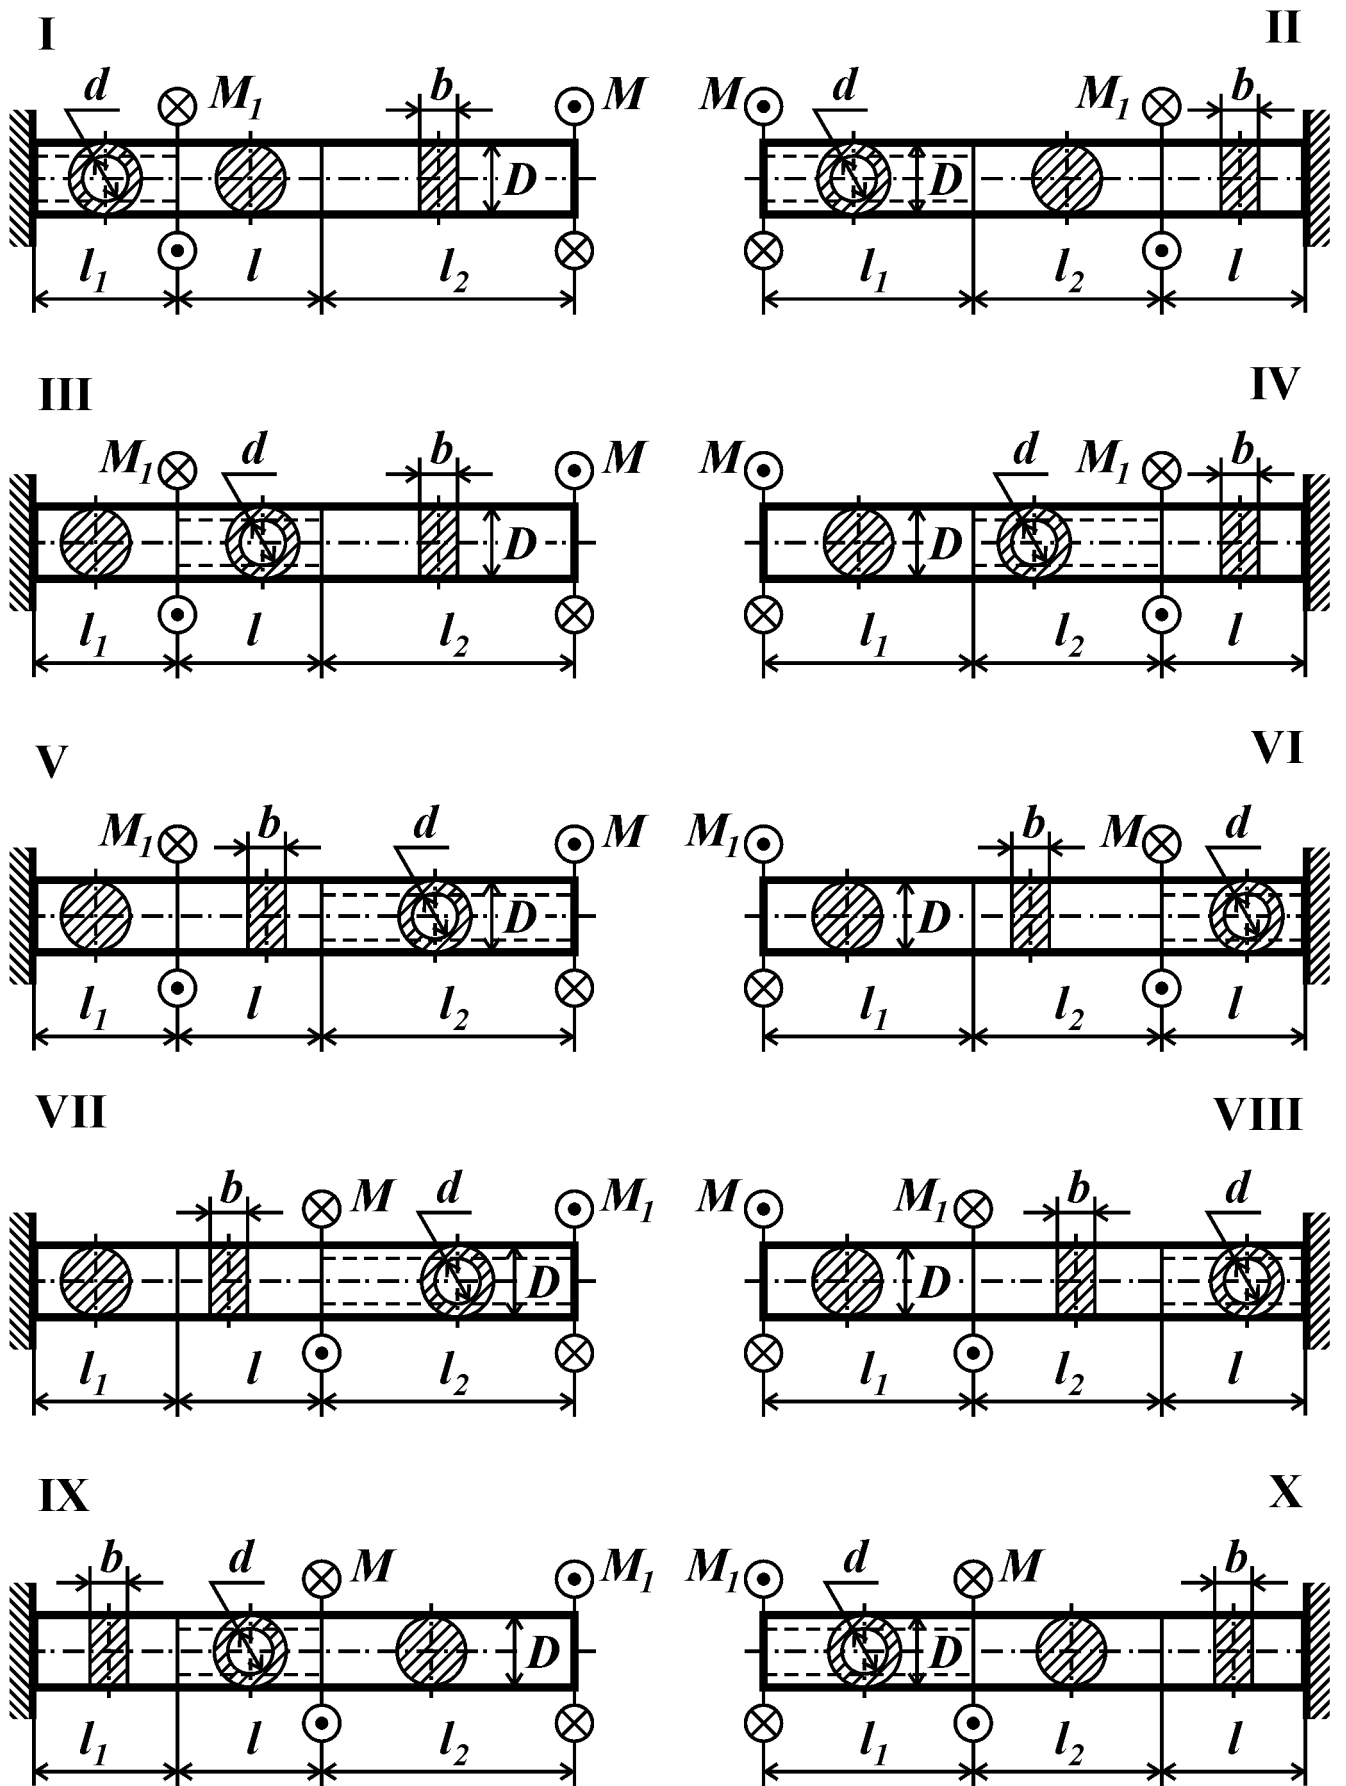 I II
d M₁ b M M d M₁ b
D D
l₁ l l₂ l₁ l₂ l
III IV
M₁ d b M M d M₁ b
D D
l₁ l l₂ l₁ l₂ l
V VI
M₁ b d M M₁ b M d
D D
l₁ l l₂ l₁ l₂ l
VII VIII
b M d M₁ M M₁ b d
D D
l₁ l l₂ l₁ l₂ l
IX X
b d M M₁ M₁ d M b
D D
l₁ l l₂ l₁ l₂ l